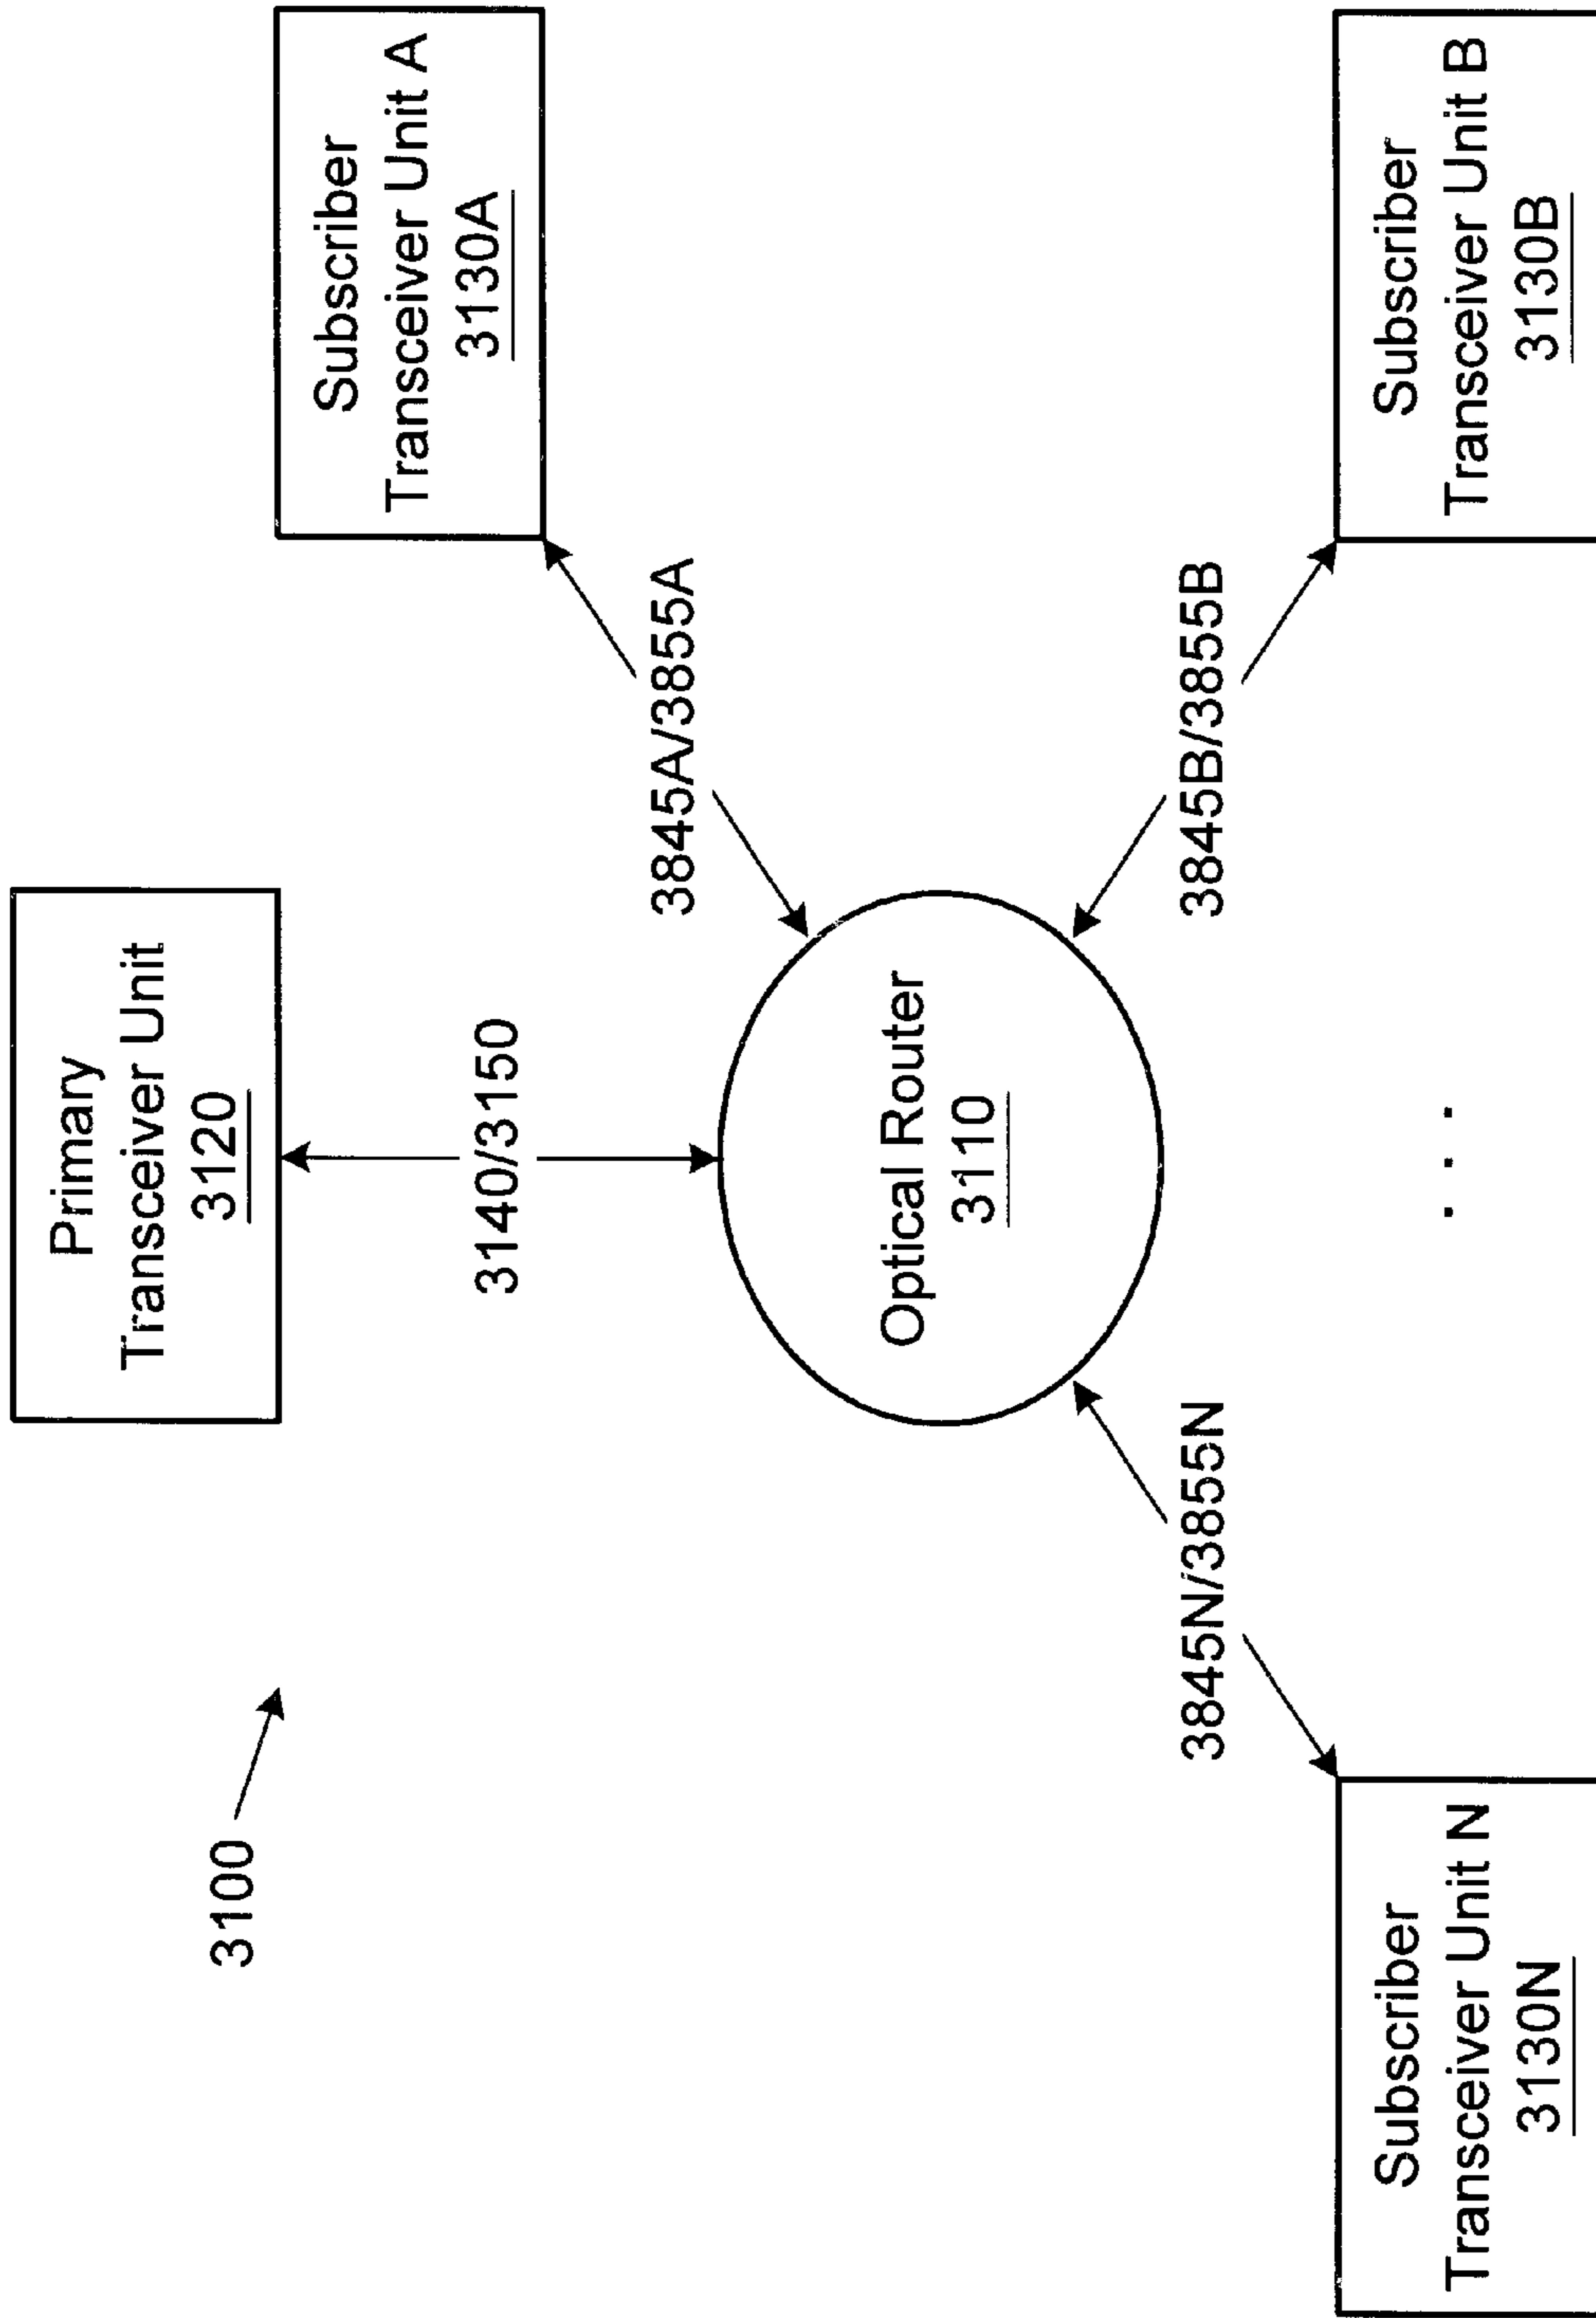 3100
Primary
Transceiver Unit
3120
3140/3150
Subscriber
Transceiver Unit A
3130A
3845A/3855A
Optical Router
3110
3845N/3855N
3845B/3855B
Subscriber
Transceiver Unit N
3130N
. . .
Subscriber
Transceiver Unit B
3130B